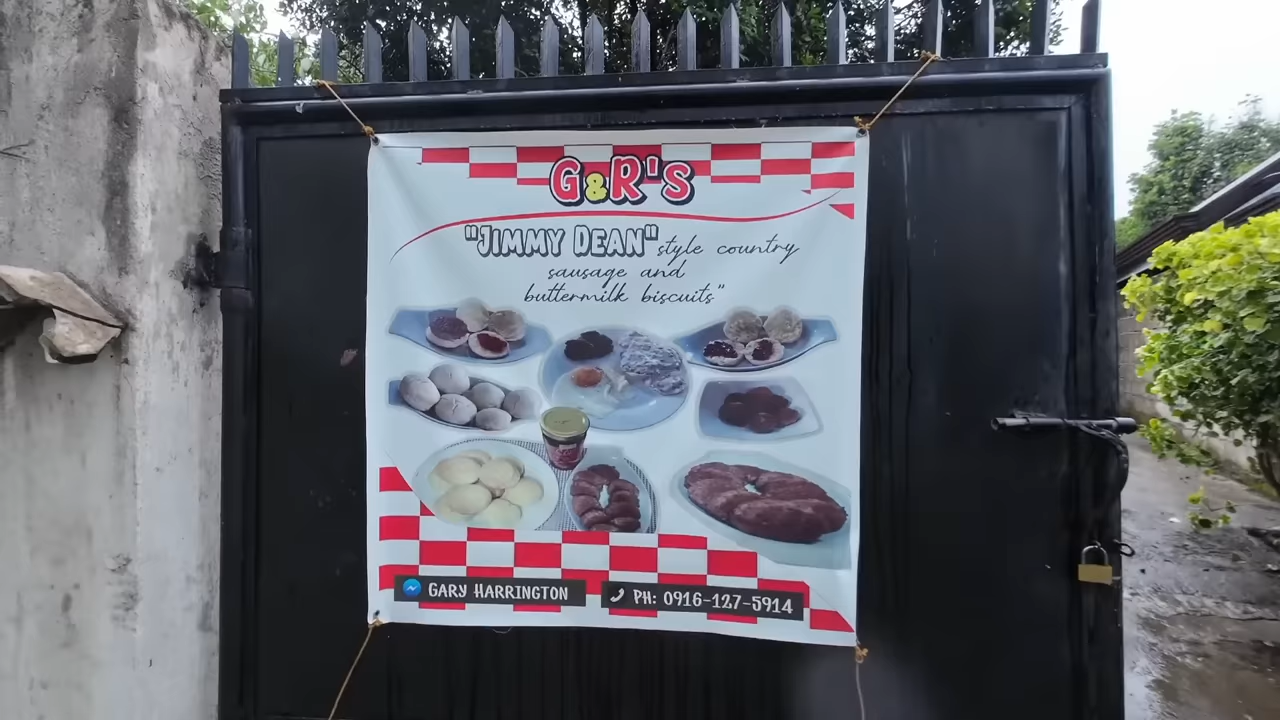 G&R'S
"JIMMY DEAN" style country
sausage and
buttermilk biscuits"
GARY HARRINGTON
PH: 0916-127-5914